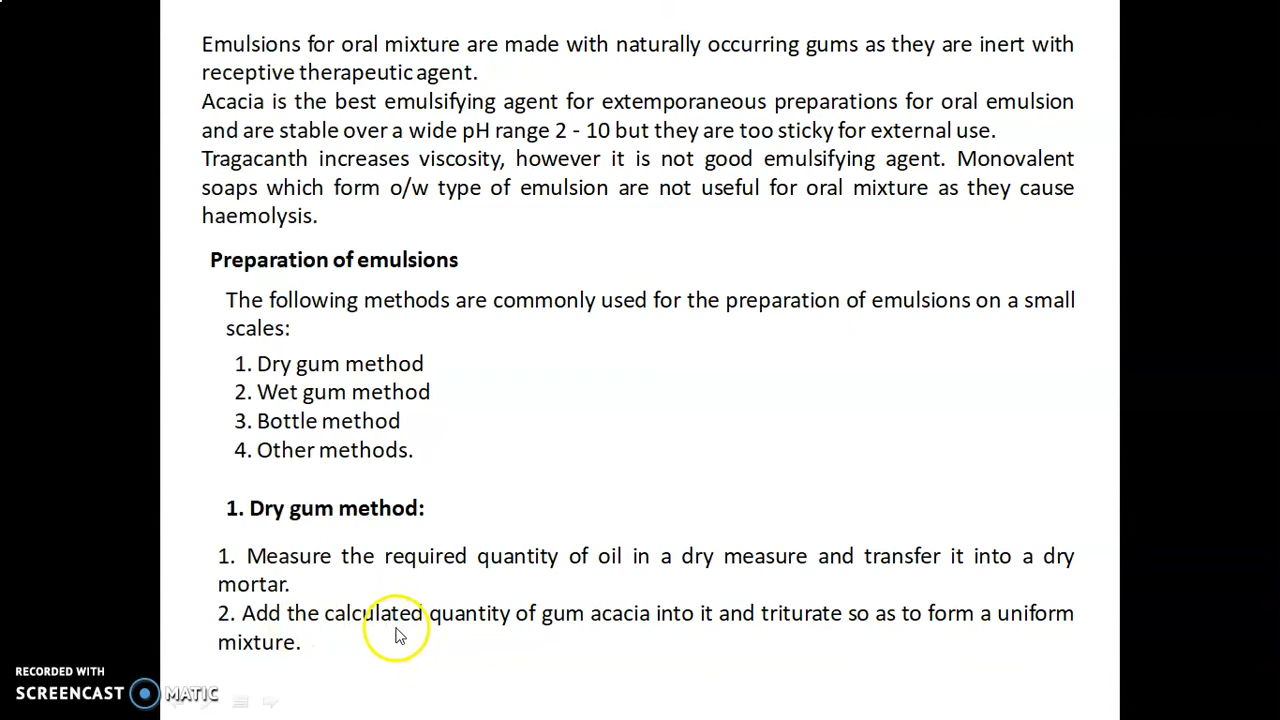 Emulsions for oral mixture are made with naturally occurring gums as they are inert with
receptive therapeutic agent.
Acacia is the best emulsifying agent for extemporaneous preparations for oral emulsion
and are stable over a wide pH range 2 - 10 but they are too sticky for external use.
Tragacanth increases viscosity, however it is not good emulsifying agent. Monovalent
soaps which form o/w type of emulsion are not useful for oral mixture as they cause
haemolysis.
Preparation of emulsions
The following methods are commonly used for the preparation of emulsions on a small
scales:
1. Dry gum method
2. Wet gum method
3. Bottle method
4. Other methods.
1. Dry gum method:
1. Measure the required quantity of oil in a dry measure and transfer it into a dry
mortar.
2. Add the calculated quantity of gum acacia into it and triturate so as to form a uniform
mixture.
RECORDED WITH
SCREENCAST MATIC